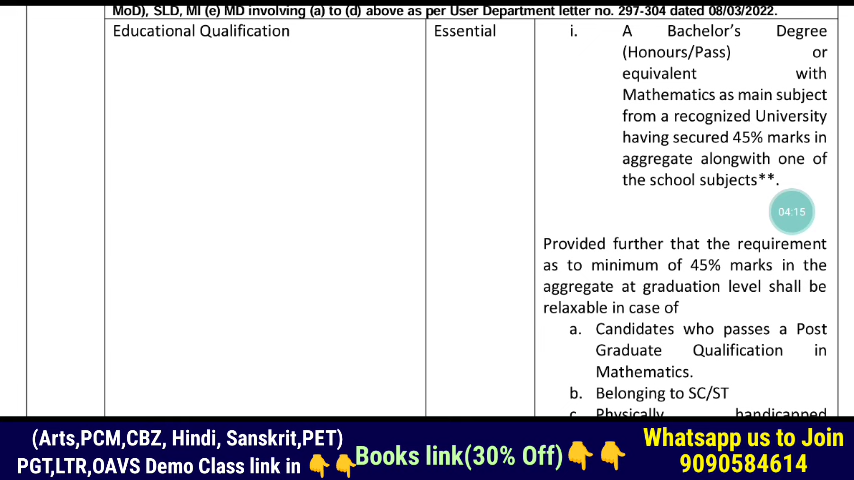 MoD), SLD, MI (e) MD involving (a) to (d) above as per User Department letter no. 297-304 dated 08/03/2022.
Educational Qualification
Essential
i. A Bachelor's Degree
(Honours/Pass) or
equivalent with
Mathematics as main subject
from a recognized University
having secured 45% marks in
aggregate alongwith one of
the school subjects**.
04:15
Provided further that the requirement
as to minimum of 45% marks in the
aggregate at graduation level shall be
relaxable in case of
a. Candidates who passes a Post
Graduate Qualification in
Mathematics.
b. Belonging to SC/ST
c. Physically handicapped
(Arts,PCM,CBZ, Hindi, Sanskrit,PET)
PGT,LTR,OAVS Demo Class link in 👇👇
Books link(30% Off)👇👇
Whatsapp us to Join
9090584614